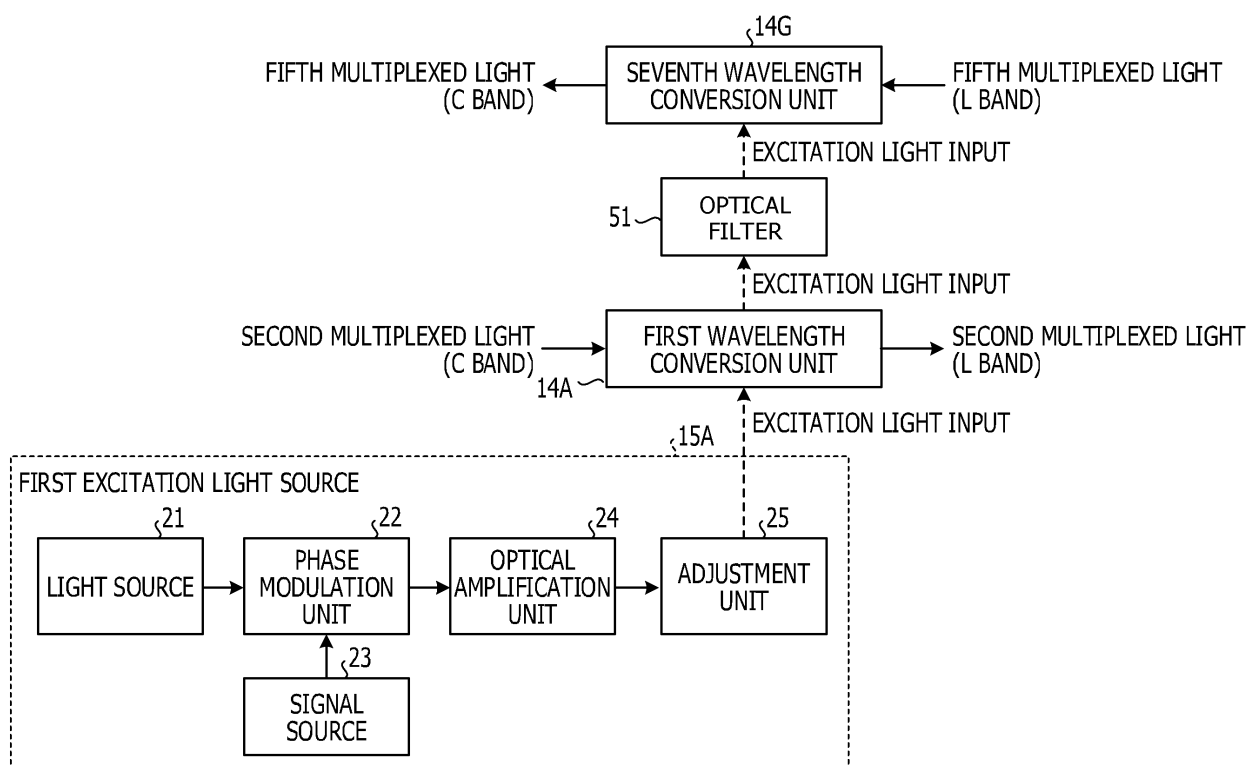 14G
FIFTH MULTIPLEXED LIGHT
(C BAND)
SEVENTH WAVELENGTH
CONVERSION UNIT
FIFTH MULTIPLEXED LIGHT
(L BAND)
EXCITATION LIGHT INPUT
51
OPTICAL
FILTER
EXCITATION LIGHT INPUT
SECOND MULTIPLEXED LIGHT
(C BAND)
FIRST WAVELENGTH
CONVERSION UNIT
SECOND MULTIPLEXED LIGHT
(L BAND)
14A
EXCITATION LIGHT INPUT
15A
FIRST EXCITATION LIGHT SOURCE
21
LIGHT SOURCE
22
PHASE
MODULATION
UNIT
24
OPTICAL
AMPLIFICATION
UNIT
25
ADJUSTMENT
UNIT
23
SIGNAL
SOURCE